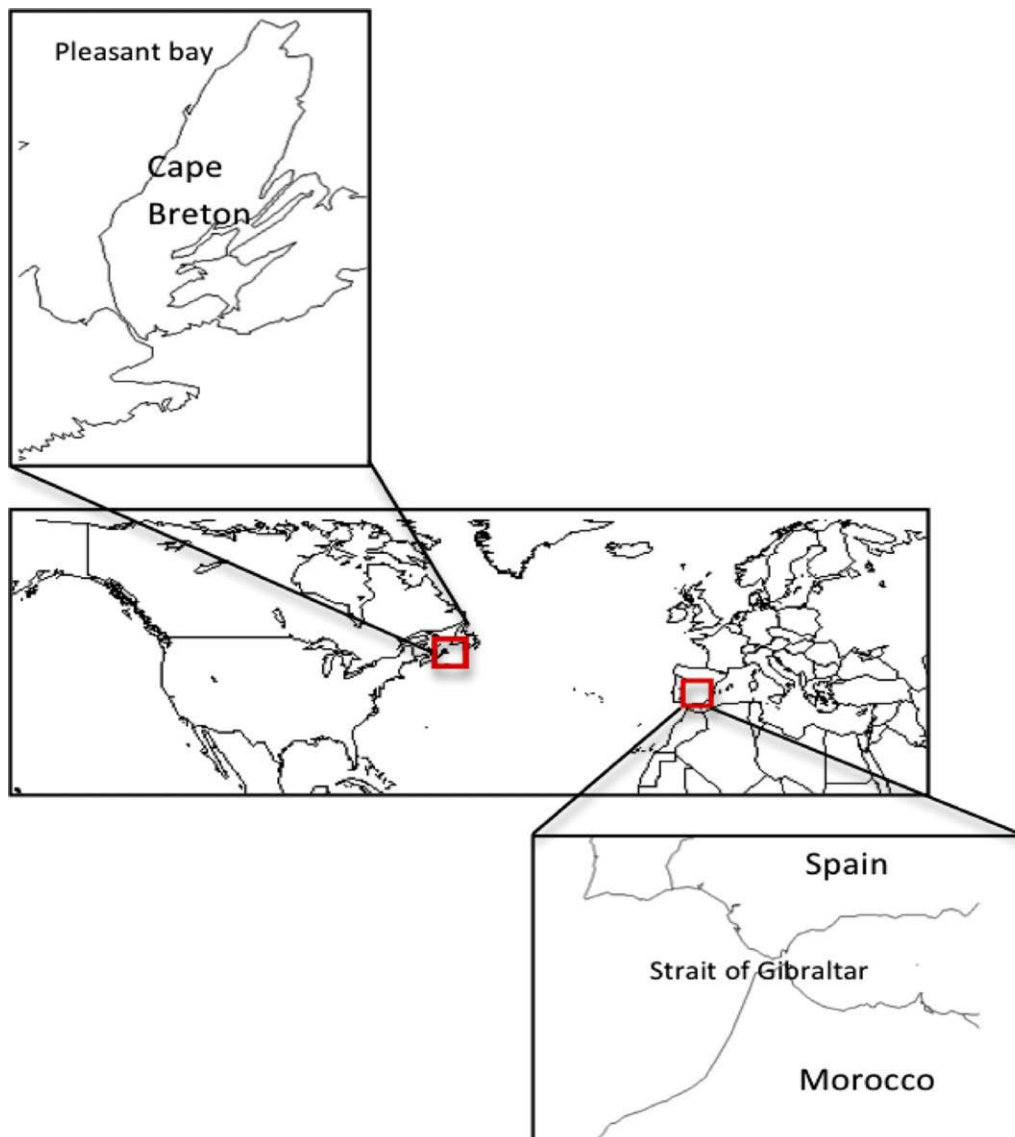 Pleasant bay
Cape
Breton
Spain
Strait of Gibraltar
Morocco